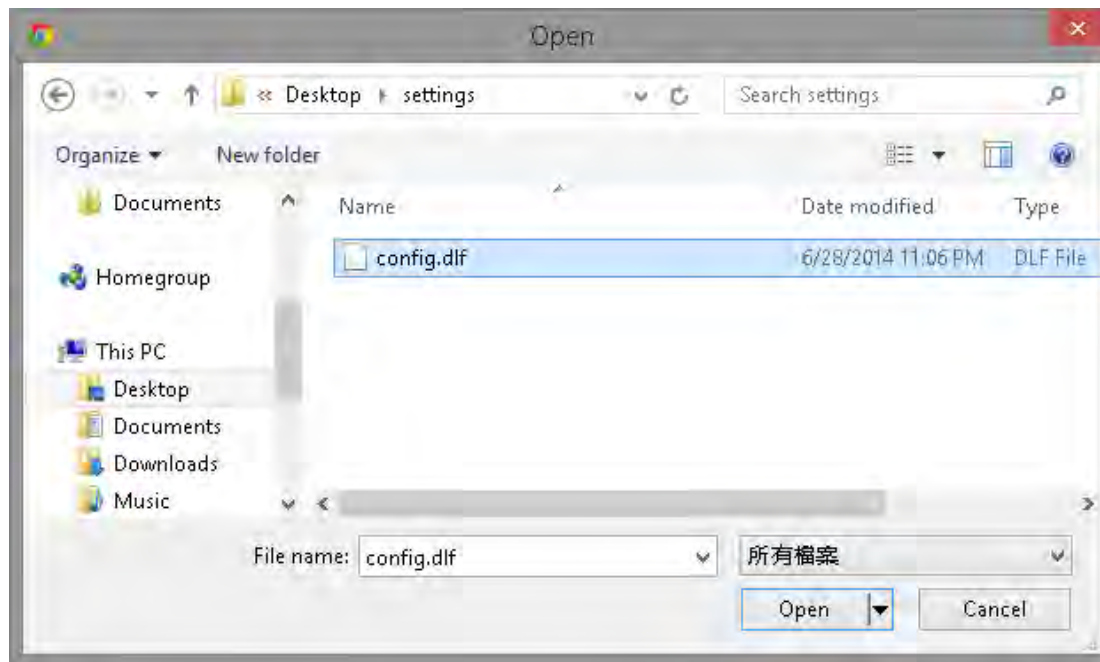 Open
« Desktop settings
Search settings
Organize New folder
Documents
Name Date modified Type
config.dlf 6/28/2014 11:06 PM DLF File
Homegroup
This PC
Desktop
Documents
Downloads
Music
File name: config.dlf 所有檔案
Open Cancel